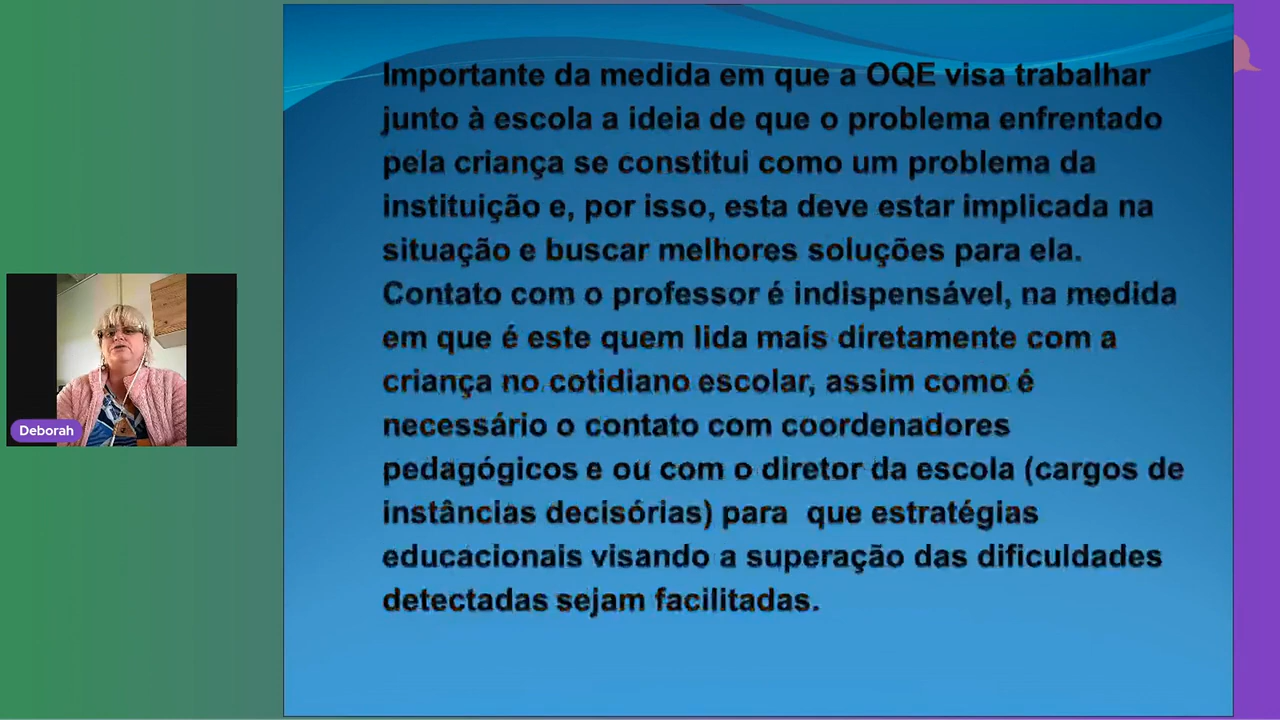 Importante da medida em que a OQE visa trabalhar
junto à escola a ideia de que o problema enfrentado
pela criança se constitui como um problema da
instituição e, por isso, esta deve estar implicada na
situação e buscar melhores soluções para ela.
Contato com o professor é indispensável, na medida
em que é este quem lida mais diretamente com a
criança no cotidiano escolar, assim como é
necessário o contato com coordenadores
pedagógicos e ou com o diretor da escola (cargos de
instâncias decisórias) para  que estratégias
educacionais visando a superação das dificuldades
detectadas sejam facilitadas.
Deborah